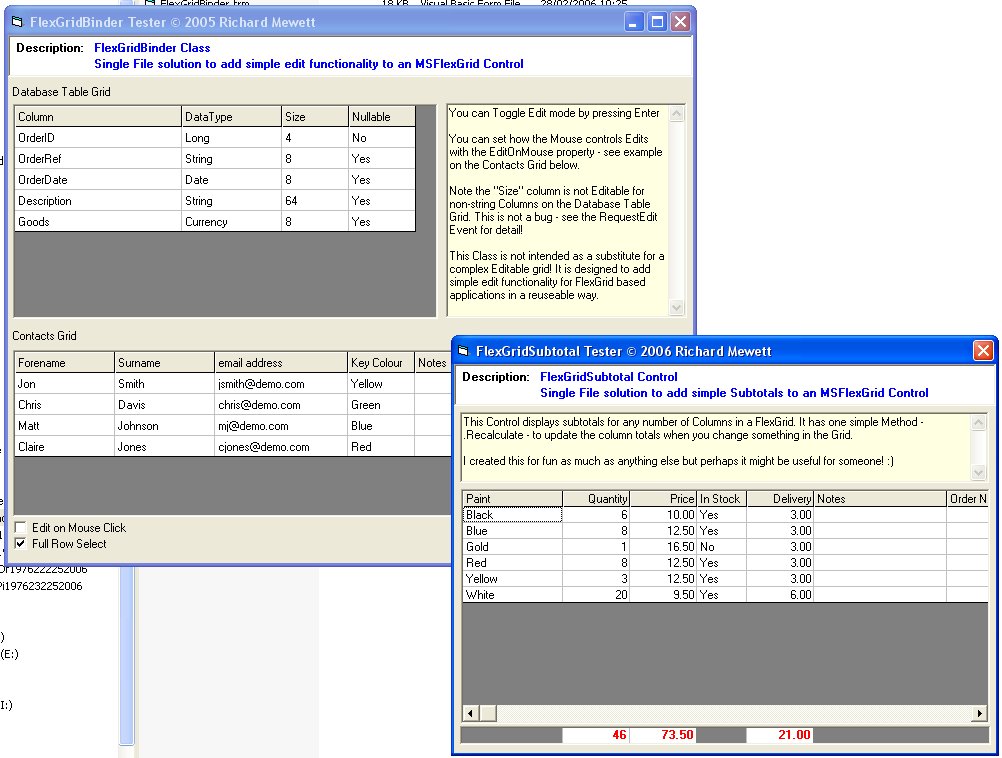 FlexGridBinder.frm 18 KB Visual Basic Form File 28/02/2006 10:25
FlexGridBinder Tester © 2005 Richard Mewett
Description: FlexGridBinder Class
Single File solution to add simple edit functionality to an MSFlexGrid Control
Database Table Grid
Column DataType Size Nullable
OrderID Long 4 No
OrderRef String 8 Yes
OrderDate Date 8 Yes
Description String 64 Yes
Goods Currency 8 Yes
You can Toggle Edit mode by pressing Enter
You can set how the Mouse controls Edits
with the EditOnMouse property - see example
on the Contacts Grid below.
Note the "Size" column is not Editable for
non-string Columns on the Database Table
Grid. This is not a bug - see the RequestEdit
Event for detail!
This Class is not intended as a substitute for a
complex Editable grid! It is designed to add
simple edit functionality for FlexGrid based
applications in a reuseable way.
Contacts Grid
Forename Surname email address Key Colour Notes
Jon Smith jsmith@demo.com Yellow
Chris Davis chris@demo.com Green
Matt Johnson mj@demo.com Blue
Claire Jones cjones@demo.com Red
Edit on Mouse Click
Full Row Select
FlexGridSubtotal Tester © 2006 Richard Mewett
Description: FlexGridSubtotal Control
Single File solution to add simple Subtotals to an MSFlexGrid Control
This Control displays subtotals for any number of Columns in a FlexGrid. It has one simple Method -
.Recalculate - to update the column totals when you change something in the Grid.
I created this for fun as much as anything else but perhaps it might be useful for someone! :)
Paint Quantity Price In Stock Delivery Notes Order N
Black 6 10.00 Yes 3.00
Blue 8 12.50 Yes 3.00
Gold 1 16.50 No 3.00
Red 8 12.50 Yes 3.00
Yellow 3 12.50 Yes 3.00
White 20 9.50 Yes 6.00
46 73.50 21.00
Or1976222252006
Pi1976232252006
)
(E:)
I:)